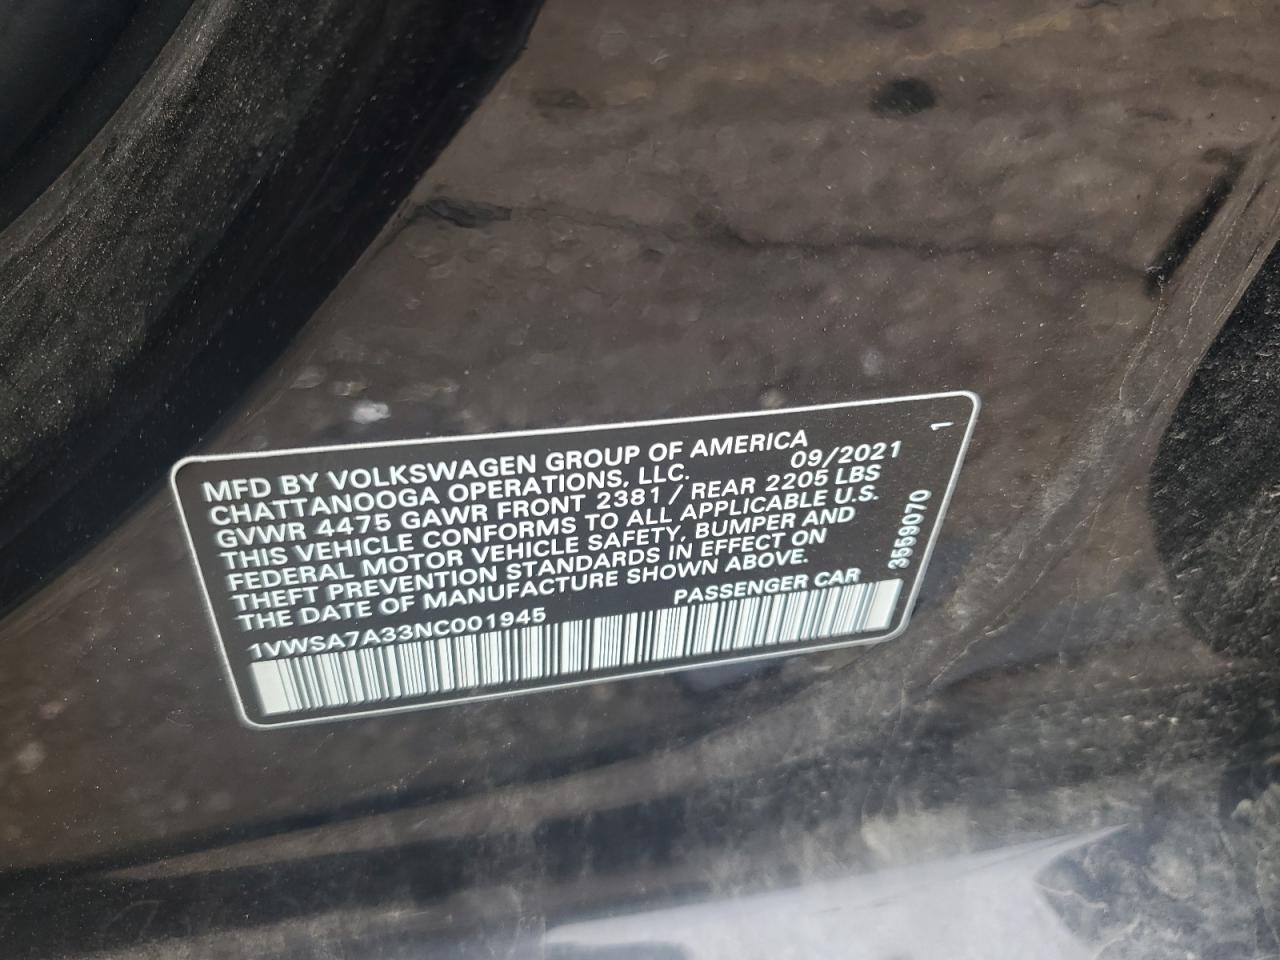 MFD BY VOLKSWAGEN GROUP OF AMERICA
CHATTANOOGA OPERATIONS, LLC. 09/2021
GVWR 4475 GAWR FRONT 2381 / REAR 2205 LBS
THIS VEHICLE CONFORMS TO ALL APPLICABLE U.S.
FEDERAL MOTOR VEHICLE SAFETY, BUMPER AND
THEFT PREVENTION STANDARDS IN EFFECT ON
THE DATE OF MANUFACTURE SHOWN ABOVE.
1VWSA7A33NC001945 PASSENGER CAR
1
3559070